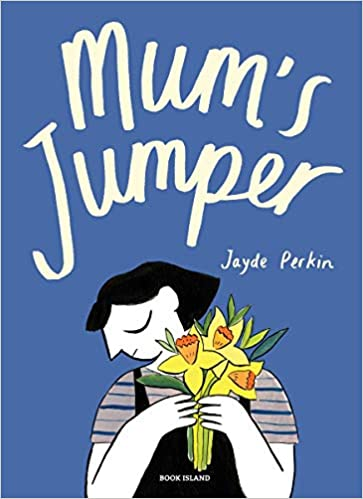 Mum's
Jumper
Jayde Perkin
BOOK ISLAND